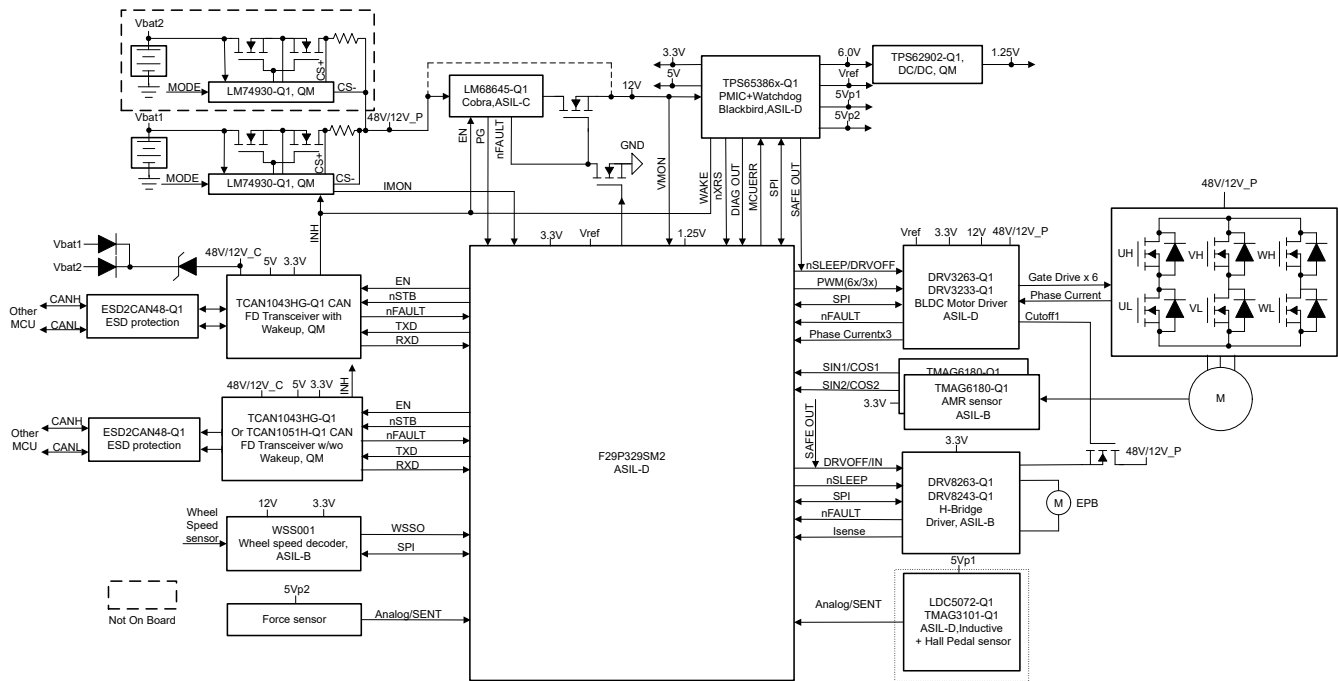 Vbat2
MODE
LM74930-Q1, QM
CS+
CS-
Vbat1
MODE
LM74930-Q1, QM
CS+
CS-
48V/12V_P
IMON
INH
LM68645-Q1
Cobra,ASIL-C
EN
PG
nFAULT
12V
GND
VMON
3.3V
5V
TPS65386x-Q1
PMIC+Watchdog
Blackbird,ASIL-D
6.0V
Vref
5Vp1
5Vp2
TPS62902-Q1,
DC/DC, QM
1.25V
WAKE
nXRS
DIAG OUT
MCUERR
SPI
SAFE OUT
Vbat1
Vbat2
48V/12V_C
5V
3.3V
Other
MCU
CANH
CANL
ESD2CAN48-Q1
ESD protection
TCAN1043HG-Q1 CAN
FD Transceiver with
Wakeup, QM
EN
nSTB
nFAULT
TXD
RXD
INH
48V/12V_C
5V
3.3V
Other
MCU
CANH
CANL
ESD2CAN48-Q1
ESD protection
TCAN1043HG-Q1
Or TCAN1051H-Q1 CAN
FD Transceiver w/wo
Wakeup, QM
EN
nSTB
nFAULT
TXD
RXD
12V
3.3V
Wheel
Speed
sensor
WSS001
Wheel speed decoder,
ASIL-B
WSSO
SPI
5Vp2
Force sensor
Analog/SENT
Not On Board
3.3V
Vref
1.25V
F29P329SM2
ASIL-D
nSLEEP/DRVOFF
PWM(6x/3x)
SPI
nFAULT
Phase Currentx3
Vref
3.3V
12V
48V/12V_P
DRV3263-Q1
DRV3233-Q1
BLDC Motor Driver
ASIL-D
Gate Drive x 6
Phase Current
Cutoff1
48V/12V_P
UH
VH
WH
UL
VL
WL
M
SIN1/COS1
SIN2/COS2
3.3V
TMAG6180-Q1
TMAG6180-Q1
AMR sensor
ASIL-B
SAFE OUT
DRVOFF/IN
nSLEEP
SPI
nFAULT
Isense
3.3V
DRV8263-Q1
DRV8243-Q1
H-Bridge
Driver, ASIL-B
48V/12V_P
M
EPB
5Vp1
Analog/SENT
LDC5072-Q1
TMAG3101-Q1
ASIL-D,Inductive
+ Hall Pedal sensor